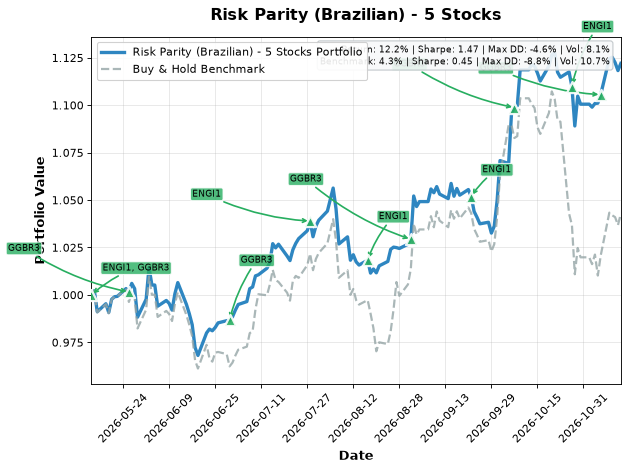 Risk Parity (Brazilian) - 5 Stocks
ENGI1
Risk Parity (Brazilian) - 5 Stocks Portfolio
Buy & Hold Benchmark
n: 12.2% | Sharpe: 1.47 | Max DD: -4.6% | Vol: 8.1%
Benchmark: 4.3% | Sharpe: 0.45 | Max DD: -8.8% | Vol: 10.7%
1.125
1.100
1.075
1.050
1.025
1.000
0.975
Portfolio Value
ENGI1
GGBR3
ENGI1
ENGI1
GGBR3
ENGI1, GGBR3
GGBR3
2026-05-24
2026-06-09
2026-06-25
2026-07-11
2026-07-27
2026-08-12
2026-08-28
2026-09-13
2026-09-29
2026-10-15
2026-10-31
Date